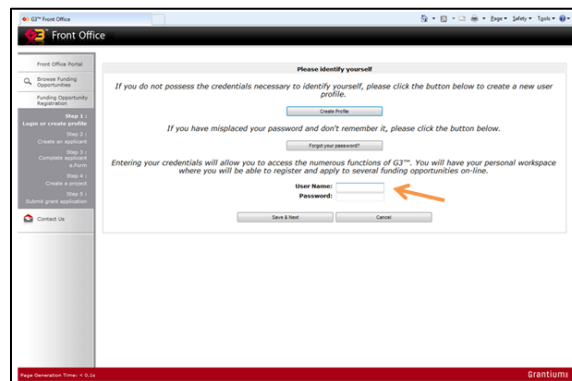 G3™ Front Office
Page
Safety
Tools
G3 Front Office
Front Office Portal
Browse Funding
Opportunities
Funding Opportunity
Registration
Step 1 :
Login or create profile
Step 2 :
Create an applicant
Step 3 :
Complete applicant
e.Form
Step 4 :
Create a project
Step 5 :
Submit grant application
Contact Us
Please identify yourself
If you do not possess the credentials necessary to identify yourself, please click the button below to create a new user
profile.
Create Profile
If you have misplaced your password and don't remember it, please click the button below.
Forgot your password?
Entering your credentials will allow you to access the numerous functions of G3™. You will have your personal workspace
where you will be able to register and apply to several funding opportunities on-line.
User Name:
Password:
Save & Next
Cancel
Page Generation Time: < 0.1s
Grantium